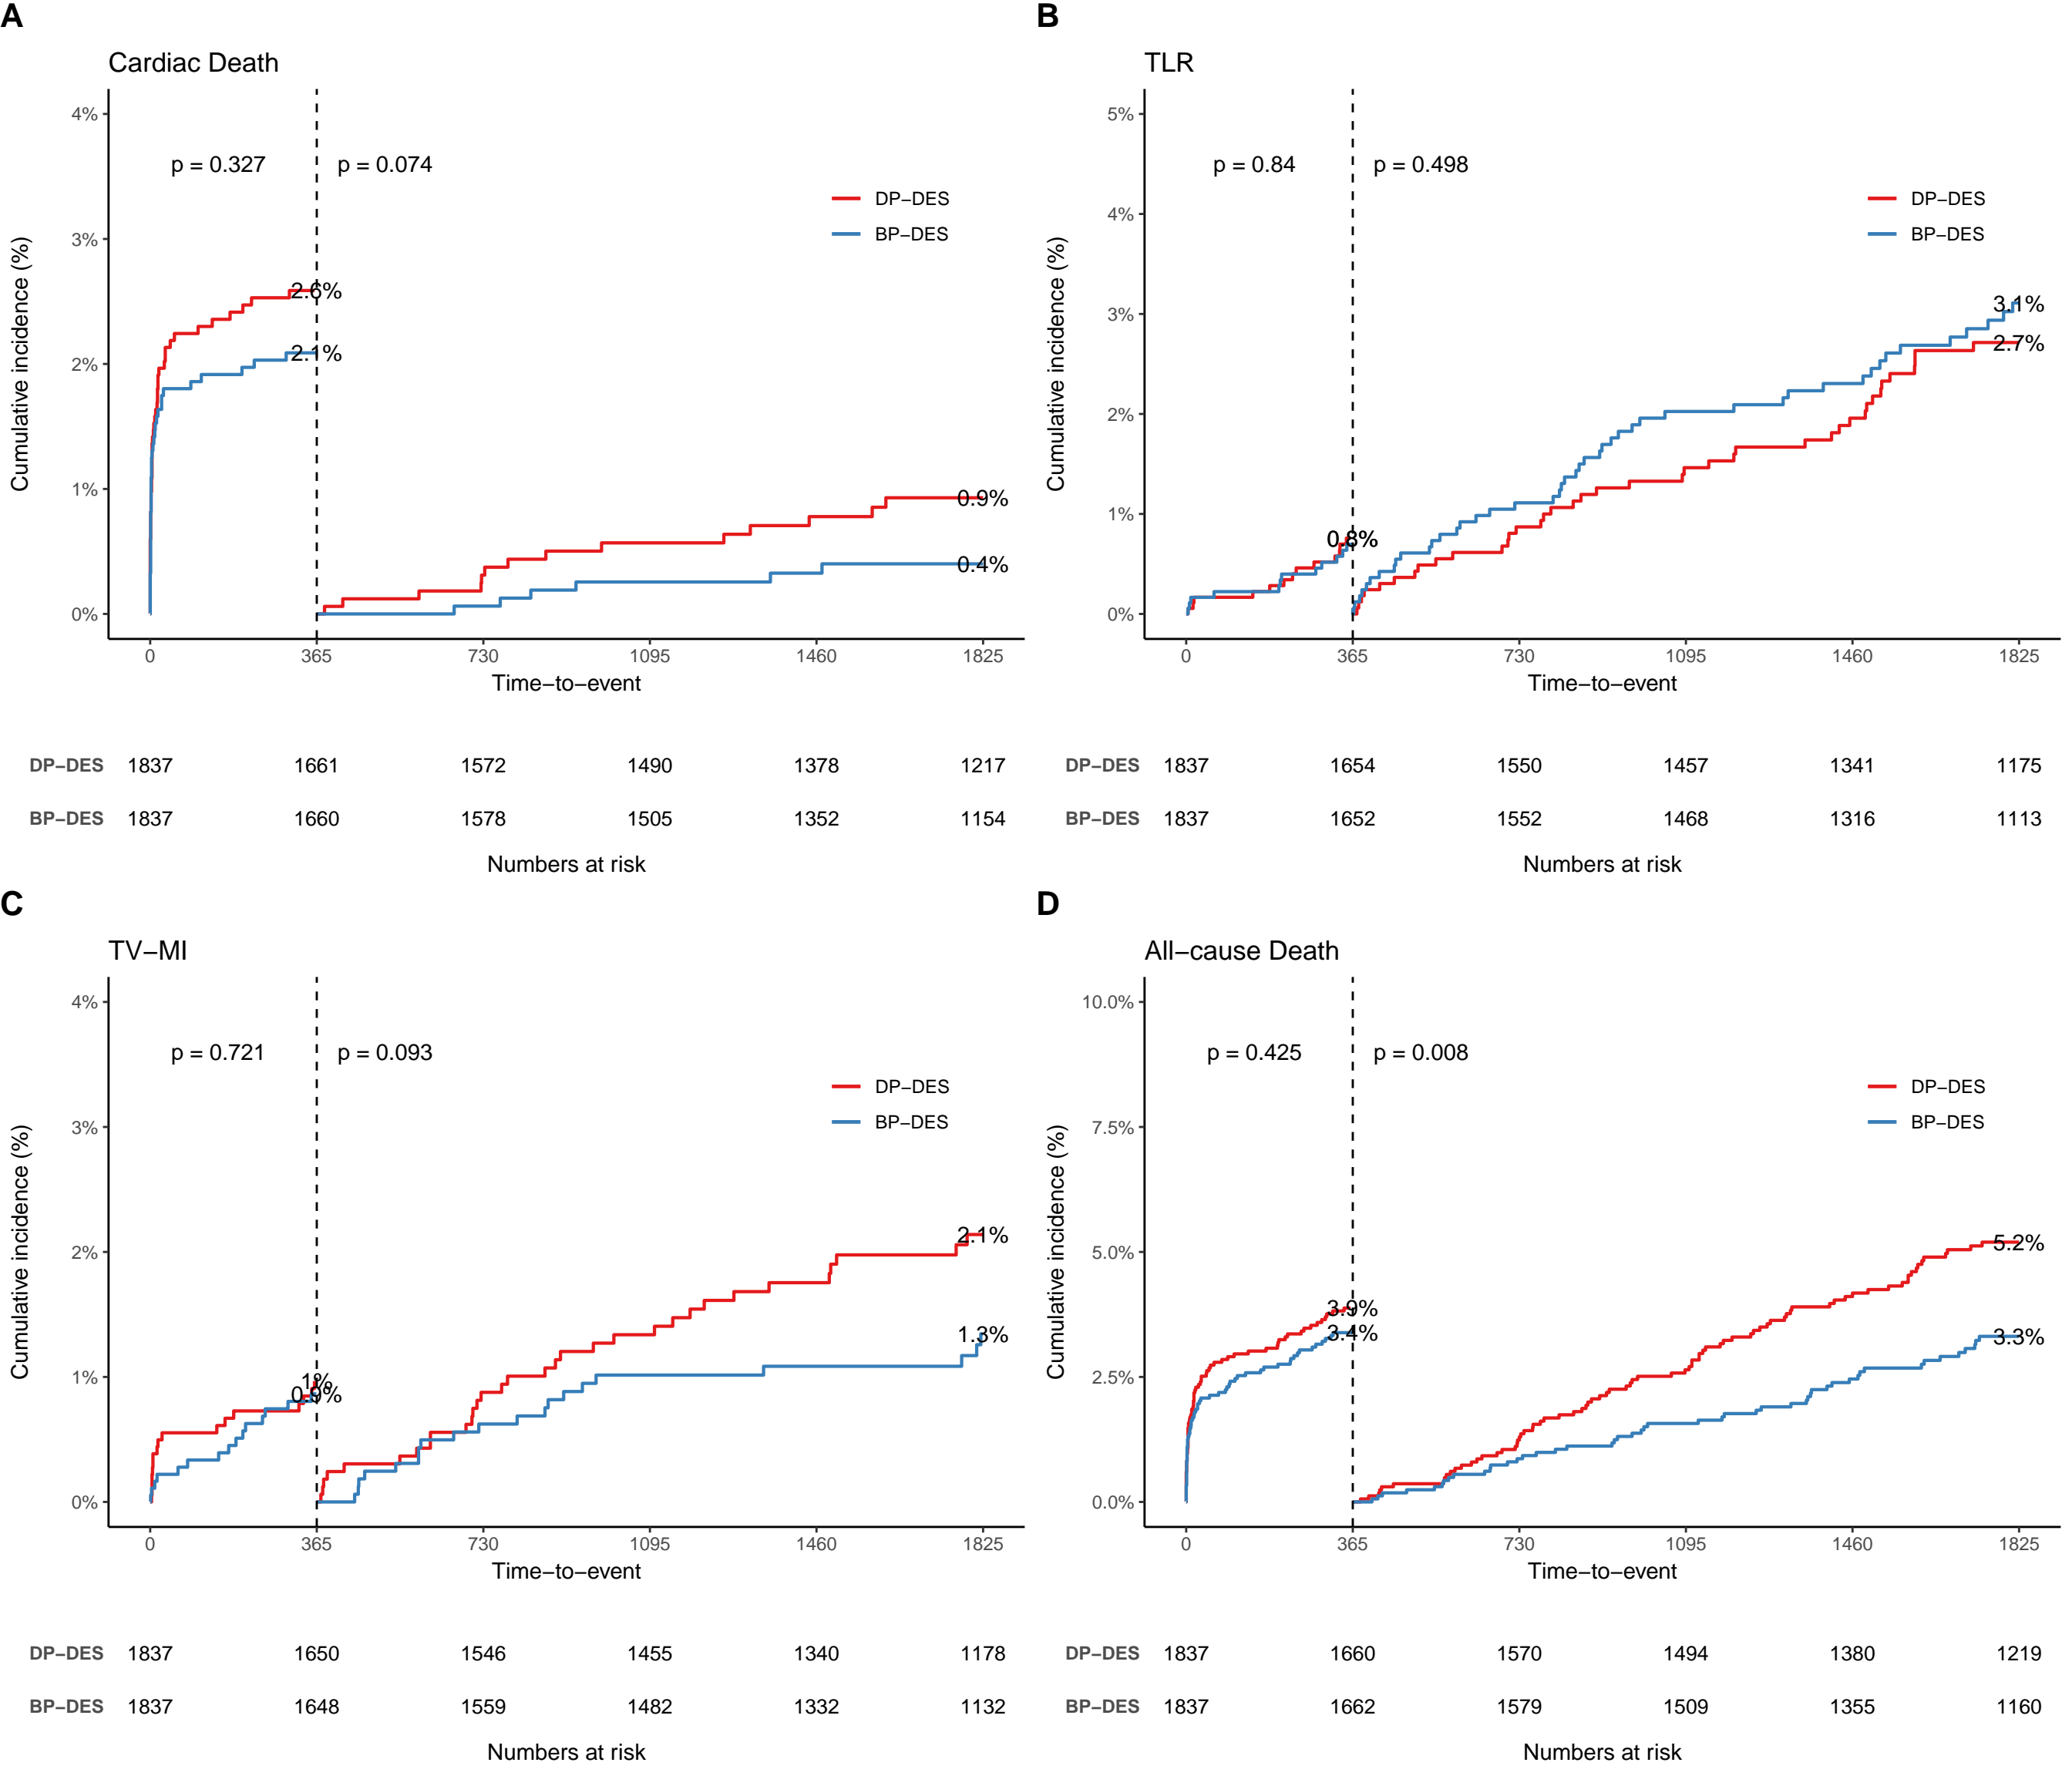 A
Cardiac Death
4%
3%
2%
1%
0%
Cumulative incidence (%)
p = 0.327
p = 0.074
DP−DES
BP−DES
2.6%
2.1%
0.9%
0.4%
0 365 730 1095 1460 1825
Time−to−event
DP−DES 1837 1661 1572 1490 1378 1217
BP−DES 1837 1660 1578 1505 1352 1154
Numbers at risk
B
TLR
5%
4%
3%
2%
1%
0%
Cumulative incidence (%)
p = 0.84
p = 0.498
DP−DES
BP−DES
3.1%
2.7%
0.8%
0 365 730 1095 1460 1825
Time−to−event
DP−DES 1837 1654 1550 1457 1341 1175
BP−DES 1837 1652 1552 1468 1316 1113
Numbers at risk
C
TV−MI
4%
3%
2%
1%
0%
Cumulative incidence (%)
p = 0.721
p = 0.093
DP−DES
BP−DES
2.1%
1.3%
1%
0.9%
0 365 730 1095 1460 1825
Time−to−event
DP−DES 1837 1650 1546 1455 1340 1178
BP−DES 1837 1648 1559 1482 1332 1132
Numbers at risk
D
All−cause Death
10.0%
7.5%
5.0%
2.5%
0.0%
Cumulative incidence (%)
p = 0.425
p = 0.008
DP−DES
BP−DES
5.2%
3.9%
3.4%
3.3%
0 365 730 1095 1460 1825
Time−to−event
DP−DES 1837 1660 1570 1494 1380 1219
BP−DES 1837 1662 1579 1509 1355 1160
Numbers at risk